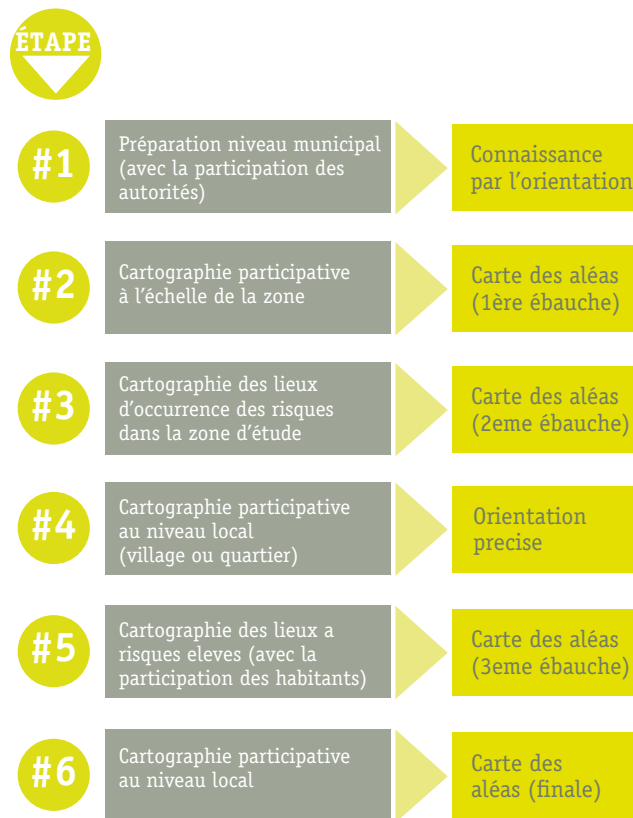 ÉTAPE
#1
Préparation niveau municipal
(avec la participation des
autorités)
Connaissance
par l'orientation
#2
Cartographie participative
à l'échelle de la zone
Carte des aléas
(1ère ébauche)
#3
Cartographie des lieux
d'occurrence des risques
dans la zone d'étude
Carte des aléas
(2eme ébauche)
#4
Cartographie participative
au niveau local
(village ou quartier)
Orientation
precise
#5
Cartographie des lieux a
risques eleves (avec la
participation des habitants)
Carte des aléas
(3eme ébauche)
#6
Cartographie participative
au niveau local
Carte des
aléas (finale)